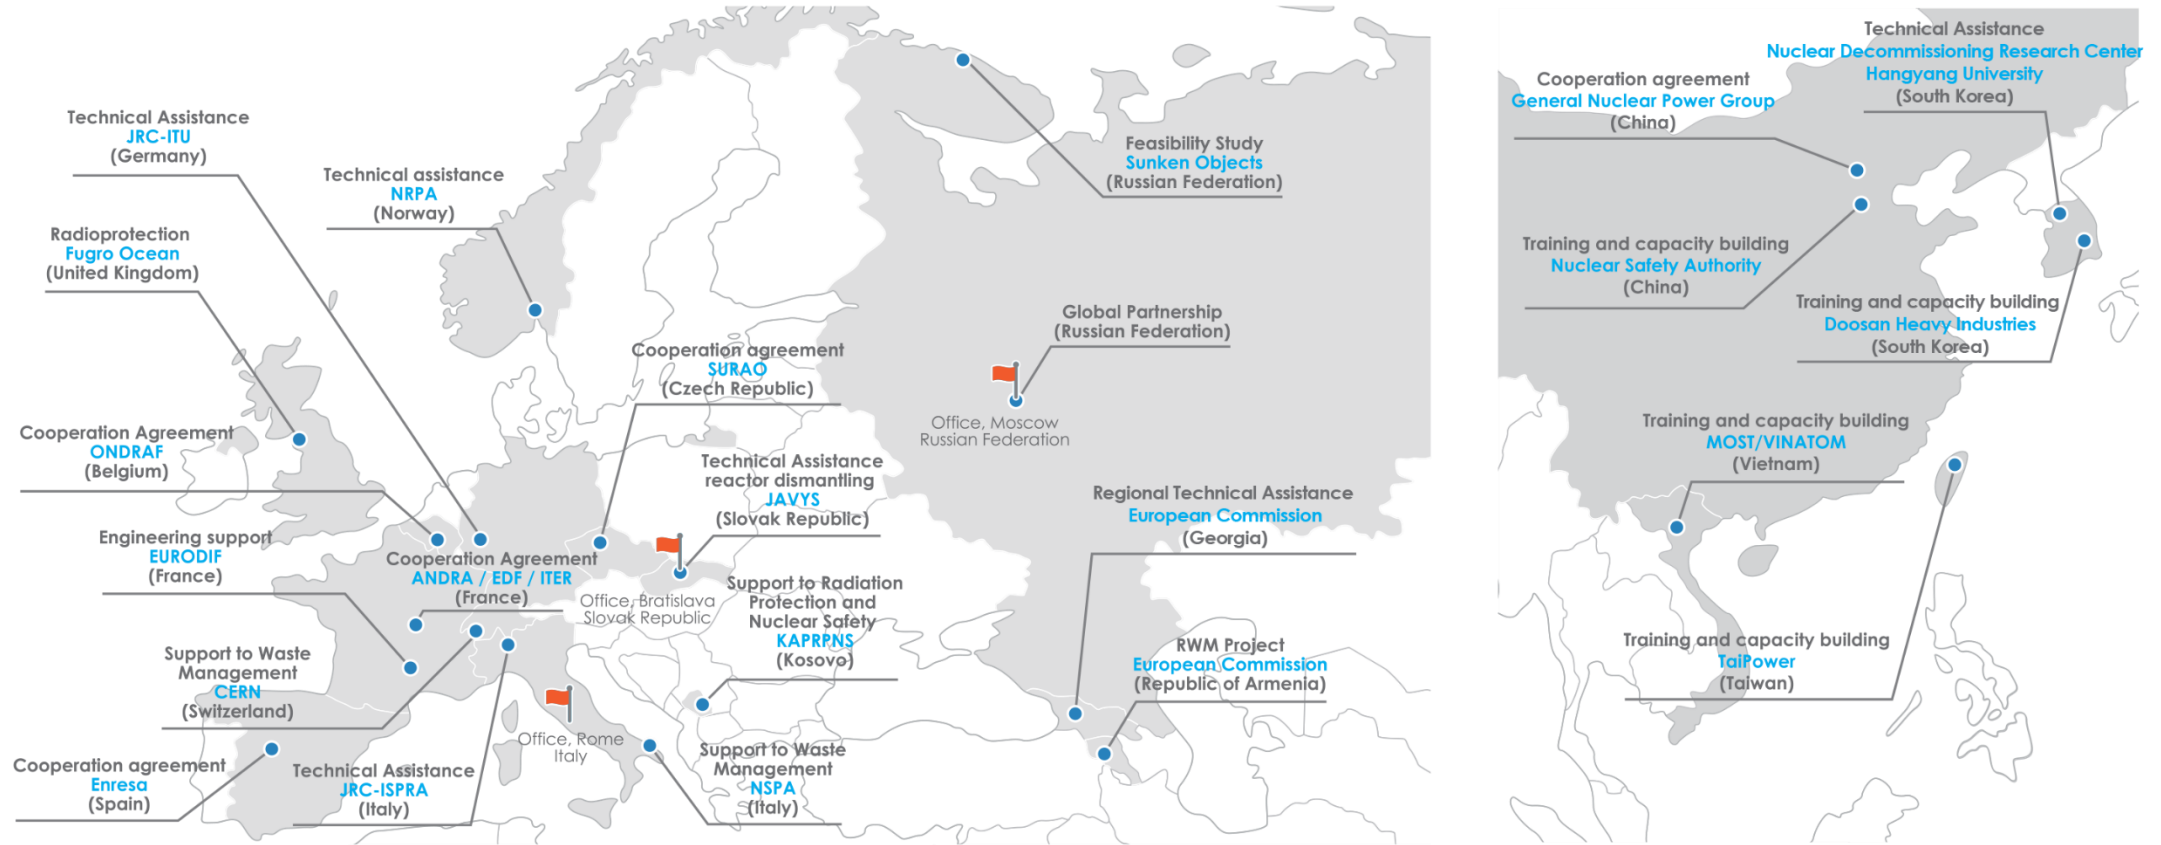 Technical Assistance
JRC-ITU
(Germany)
Technical assistance
NRPA
(Norway)
Radioprotection
Fugro Ocean
(United Kingdom)
Cooperation Agreement
ONDRAF
(Belgium)
Engineering support
EURODIF
(France)
Support to Waste
Management
CERN
(Switzerland)
Cooperation agreement
Enresa
(Spain)
Technical Assistance
JRC-ISPRA
(Italy)
Cooperation Agreement
ANDRA / EDF / ITER
(France)
Cooperation agreement
SURAO
(Czech Republic)
Technical Assistance
reactor dismantling
JAVYS
(Slovak Republic)
Office, Bratislava
Slovak Republic
Support to Radiation
Protection and
Nuclear Safety
KAPRPNS
(Kosovo)
Office, Rome
Italy
Support to Waste
Management
NSPA
(Italy)
Feasibility Study
Sunken Objects
(Russian Federation)
Global Partnership
(Russian Federation)
Office, Moscow
Russian Federation
Regional Technical Assistance
European Commission
(Georgia)
RWM Project
European Commission
(Republic of Armenia)
Technical Assistance
Nuclear Decommissioning Research Center
Hangyang University
(South Korea)
Cooperation agreement
General Nuclear Power Group
(China)
Training and capacity building
Nuclear Safety Authority
(China)
Training and capacity building
Doosan Heavy Industries
(South Korea)
Training and capacity building
MOST/VINATOM
(Vietnam)
Training and capacity building
TaiPower
(Taiwan)